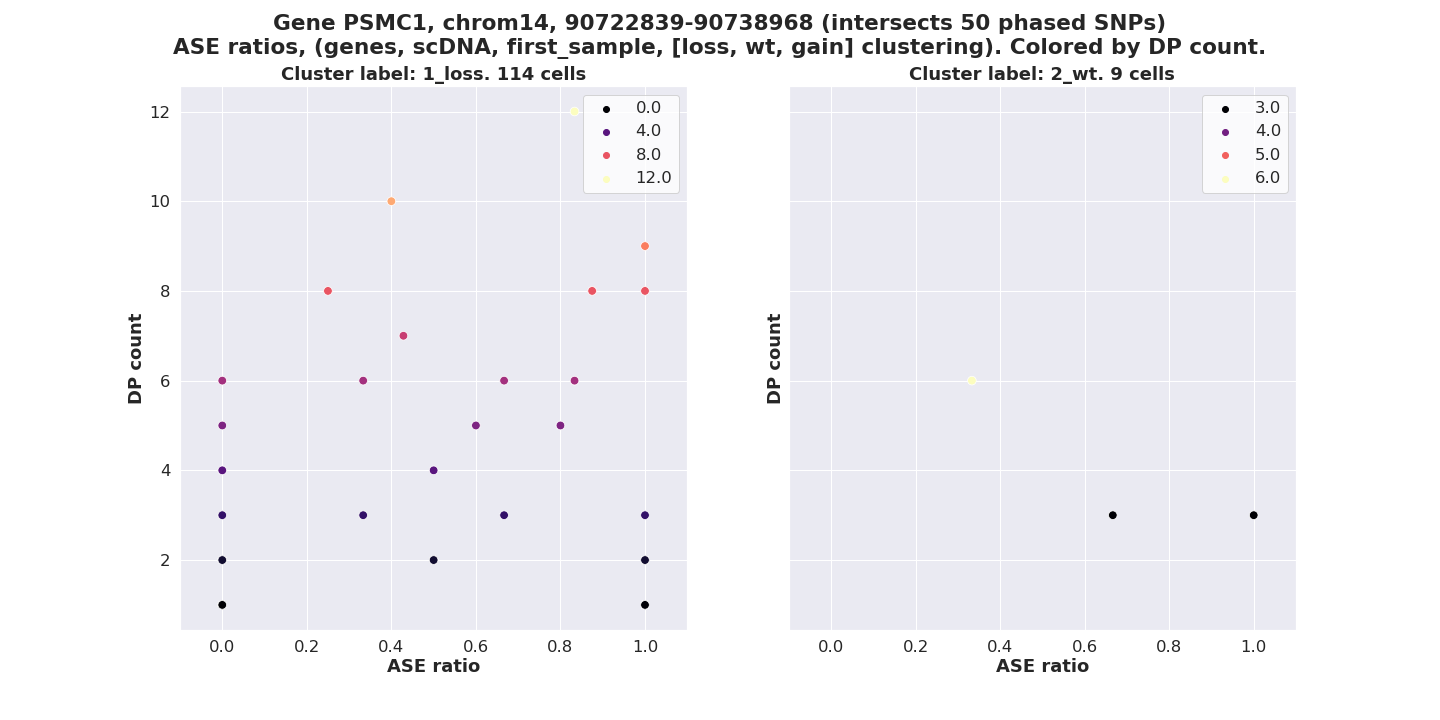 Gene PSMC1, chrom14, 90722839-90738968 (intersects 50 phased SNPs)
ASE ratios, (genes, scDNA, first_sample, [loss, wt, gain] clustering). Colored by DP count.
Cluster label: 1_loss. 114 cells
12
10
8
6
4
2
DP count
0.0
4.0
8.0
12.0
0.0 0.2 0.4 0.6 0.8 1.0
ASE ratio
Cluster label: 2_wt. 9 cells
DP count
3.0
4.0
5.0
6.0
0.0 0.2 0.4 0.6 0.8 1.0
ASE ratio